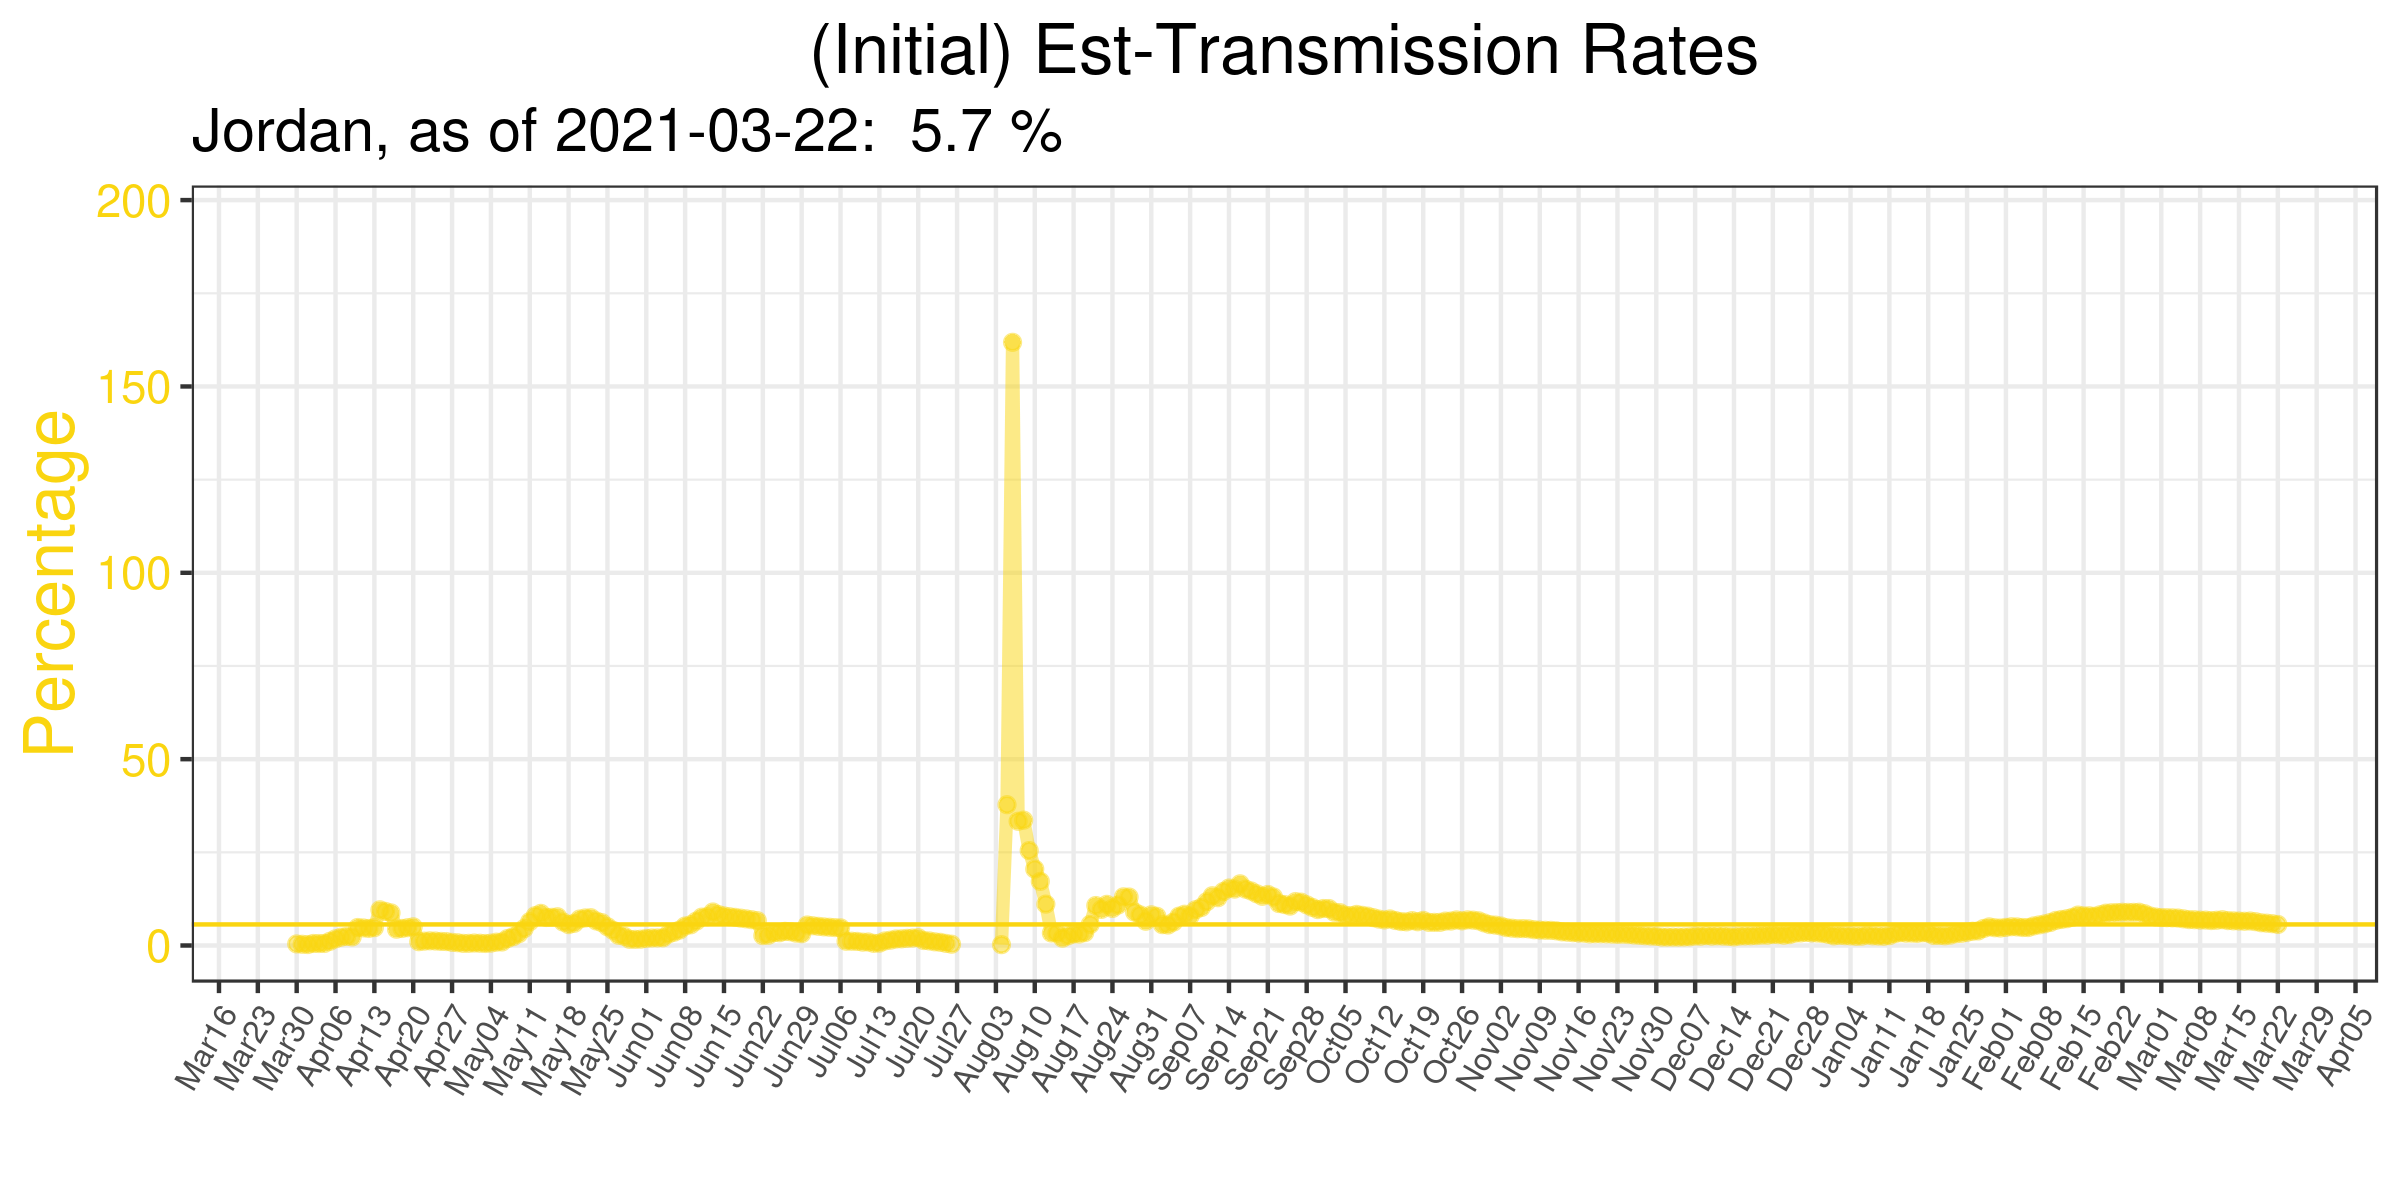 (Initial) Est-Transmission Rates
Jordan, as of 2021-03-22:  5.7 %
Percentage
200
150
100
50
0
Mar16
Mar23
Mar30
Apr06
Apr13
Apr20
Apr27
May04
May11
May18
May25
Jun01
Jun08
Jun15
Jun22
Jun29
Jul06
Jul13
Jul20
Jul27
Aug03
Aug10
Aug17
Aug24
Aug31
Sep07
Sep14
Sep21
Sep28
Oct05
Oct12
Oct19
Oct26
Nov02
Nov09
Nov16
Nov23
Nov30
Dec07
Dec14
Dec21
Dec28
Jan04
Jan11
Jan18
Jan25
Feb01
Feb08
Feb15
Feb22
Mar01
Mar08
Mar15
Mar22
Mar29
Apr05